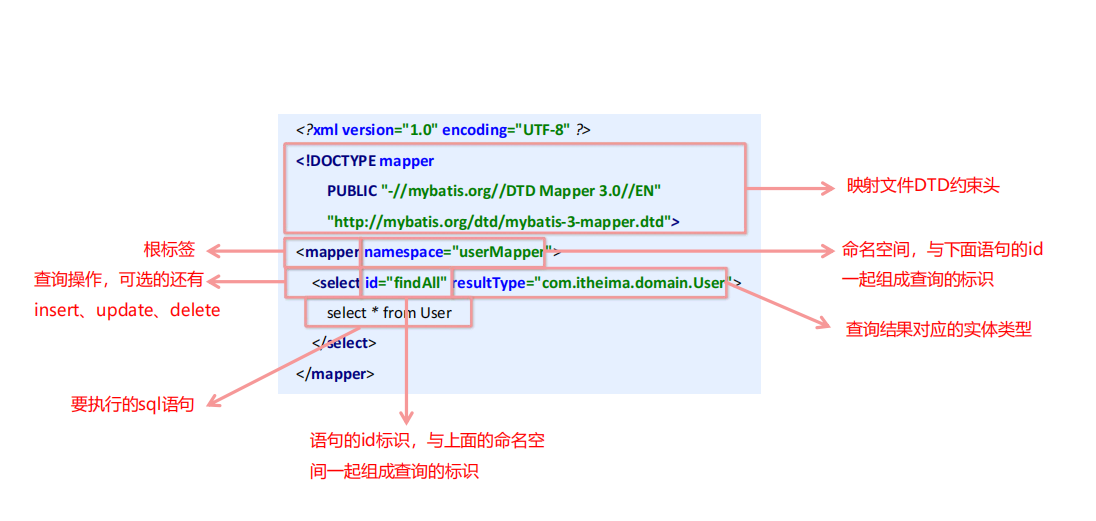 <?xml version="1.0" encoding="UTF-8" ?>
<!DOCTYPE mapper
PUBLIC "-//mybatis.org//DTD Mapper 3.0//EN"
"http://mybatis.org/dtd/mybatis-3-mapper.dtd">
映射文件DTD约束头
根标签
<mapper namespace="userMapper">
命名空间，与下面语句的id
一起组成查询的标识
查询操作，可选的还有
insert、update、delete
<select id="findAll" resultType="com.itheima.domain.User">
查询结果对应的实体类型
select * from User
</select>
</mapper>
要执行的sql语句
语句的id标识，与上面的命名空
间一起组成查询的标识